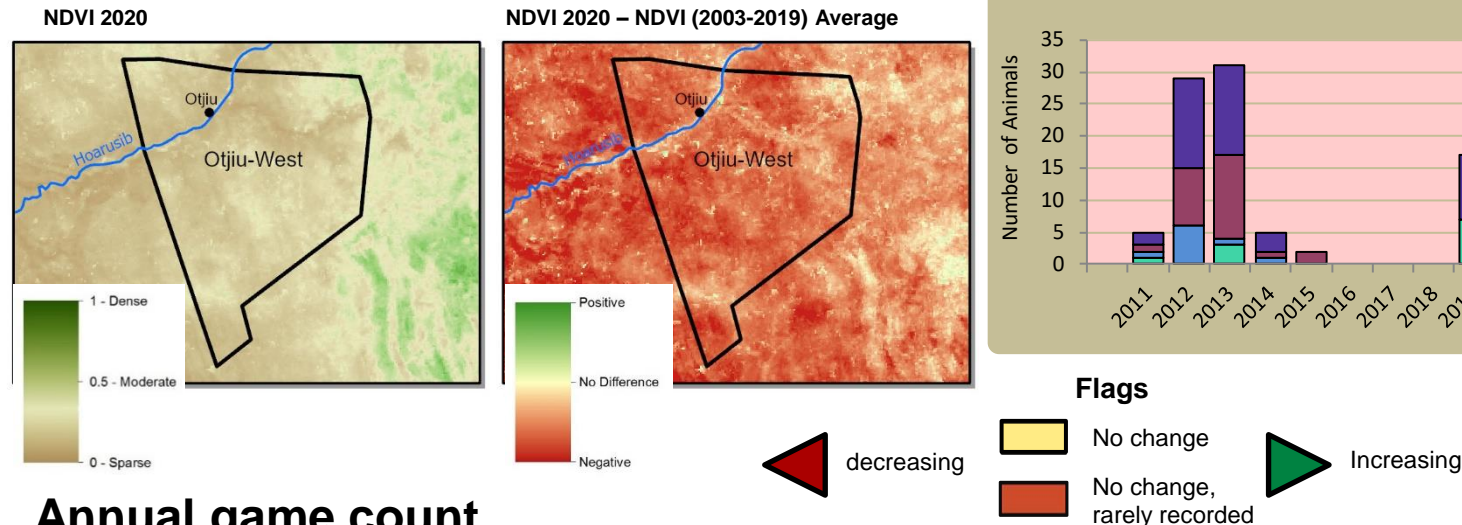 NDVI 2020
Otjiu
Hoarusib
Otjiu-West
1 - Dense
0.5 - Moderate
0 - Sparse
NDVI 2020 – NDVI (2003-2019) Average
Otjiu
Hoarusib
Otjiu-West
Positive
No Difference
Negative
Number of Animals
35
30
25
20
15
10
5
0
2011
2012
2013
2014
2015
2016
2017
2018
Flags
decreasing
No change
Increasing
No change,
rarely recorded
Annual game count